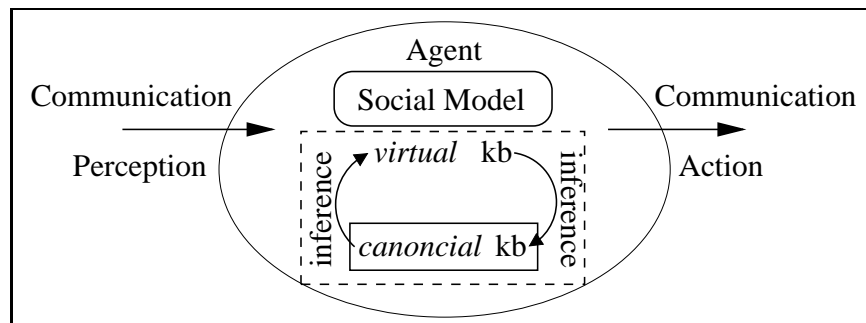 Agent
Communication
Social Model
Communication
Perception
virtual kb
Action
inference
inference
canoncial kb